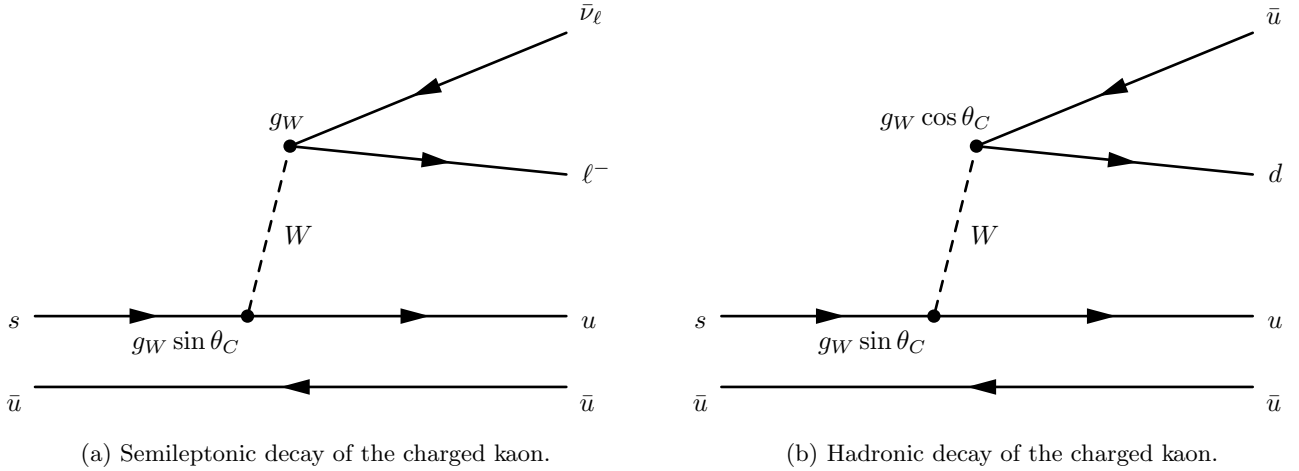 ν̄_ℓ
g_W
ℓ⁻
W
s
u
g_W sin θ_C
ū
ū
(a) Semileptonic decay of the charged kaon.
ū
g_W cos θ_C
d
W
s
u
g_W sin θ_C
ū
ū
(b) Hadronic decay of the charged kaon.